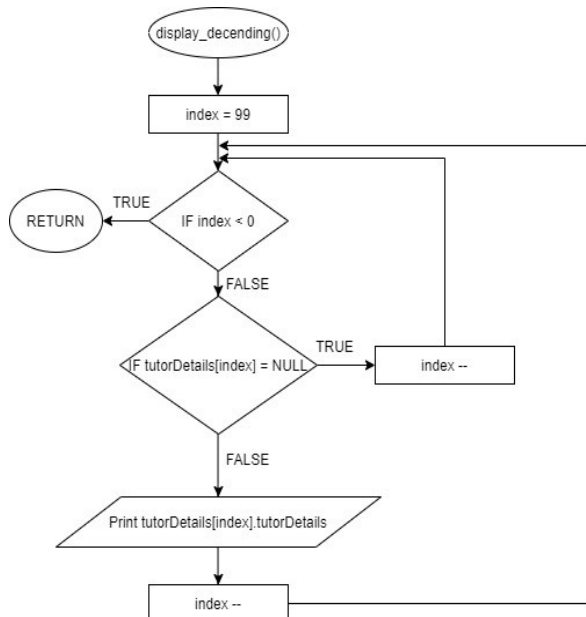 display_decending()
index = 99
TRUE
RETURN
IF index < 0
FALSE
IF tutorDetails[index] = NULL
TRUE
index --
FALSE
Print tutorDetails[index].tutorDetails
index --